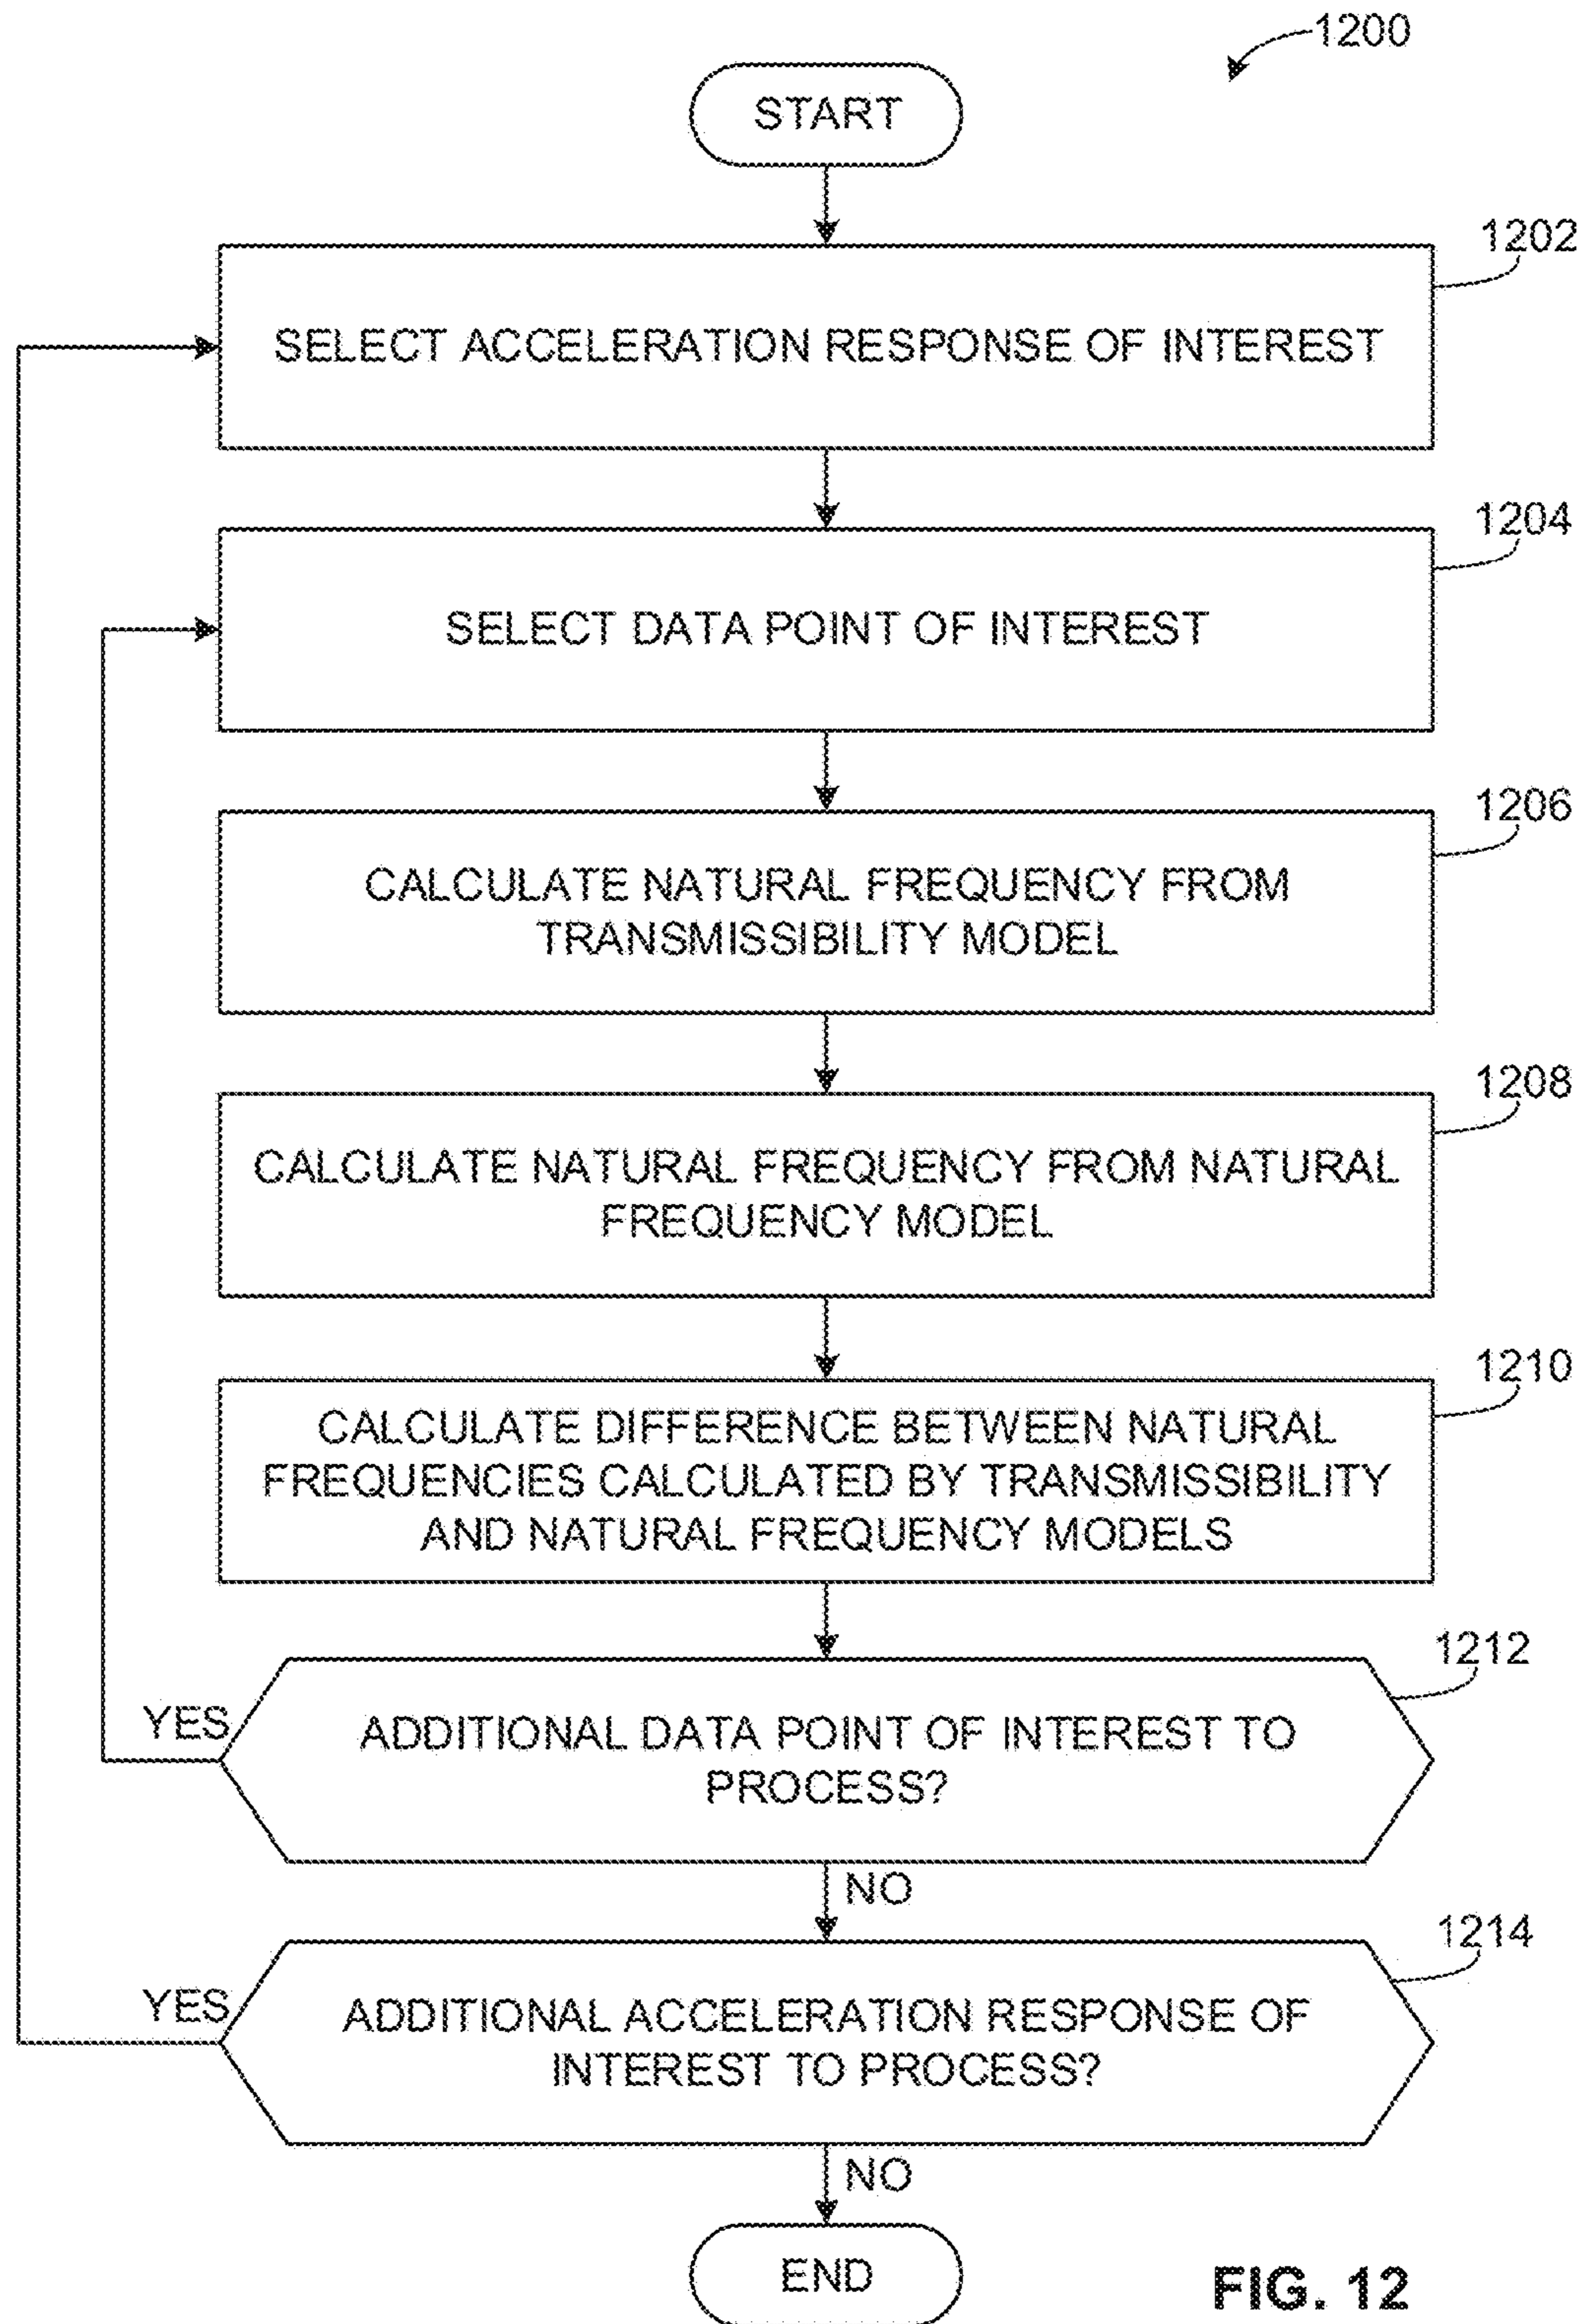 1200
START
1202
SELECT ACCELERATION RESPONSE OF INTEREST
1204
SELECT DATA POINT OF INTEREST
1206
CALCULATE NATURAL FREQUENCY FROM
TRANSMISSIBILITY MODEL
1208
CALCULATE NATURAL FREQUENCY FROM NATURAL
FREQUENCY MODEL
1210
CALCULATE DIFFERENCE BETWEEN NATURAL
FREQUENCIES CALCULATED BY TRANSMISSIBILITY
AND NATURAL FREQUENCY MODELS
1212
YES
ADDITIONAL DATA POINT OF INTEREST TO
PROCESS?
NO
1214
YES
ADDITIONAL ACCELERATION RESPONSE OF
INTEREST TO PROCESS?
NO
END
FIG. 12